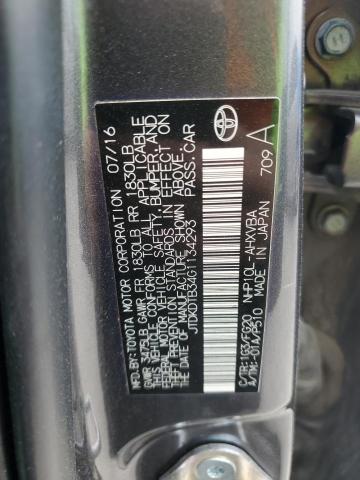 MFD.BY:TOYOTA MOTOR CORPORATION 07/16
GVWR 3475LB GAWR FR 1830LB RR 1830LB
THIS VEHICLE CONFORMS TO ALL APPLICABLE
FEDERAL MOTOR VEHICLE SAFETY, BUMPER, AND
THEFT PREVENTION STANDARDS IN EFFECT ON
THE DATE OF MANUFACTURE SHOWN ABOVE.
JTDKDTB34G1134293 PASS.CAR
C/TR:1G3/FG20 NHP10L-AHXVBA
A/TM:-01A/P510 MADE IN JAPAN
709 A